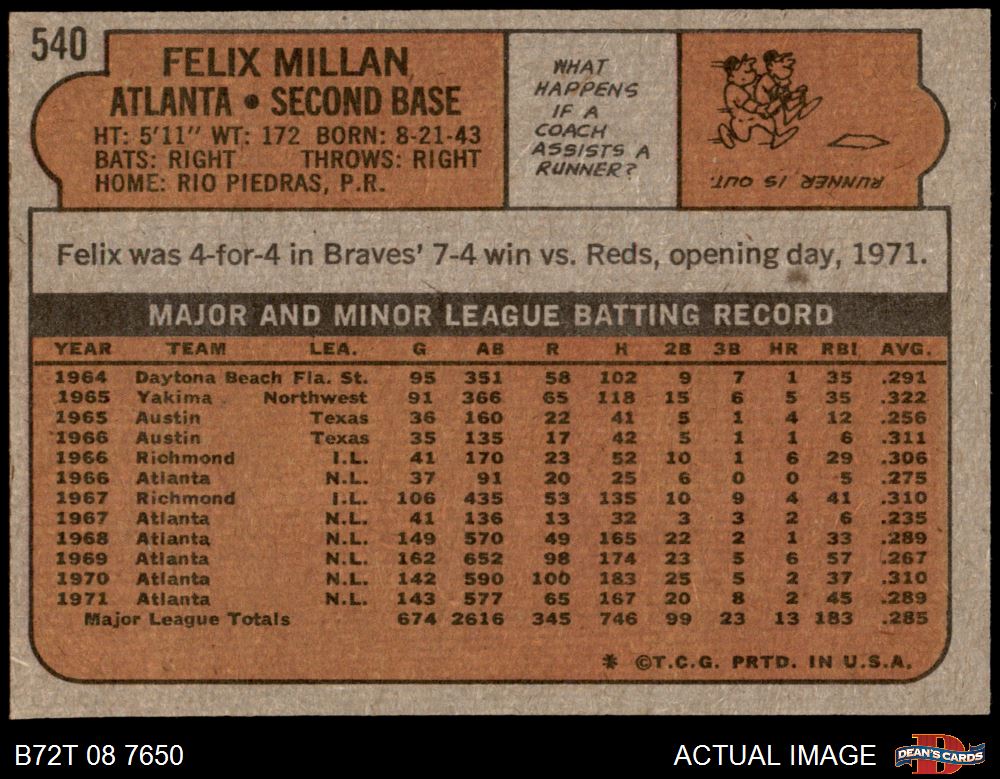 540
FELIX MILLAN
ATLANTA • SECOND BASE
HT: 5'11" WT: 172 BORN: 8-21-43
BATS: RIGHT THROWS: RIGHT
HOME: RIO PIEDRAS, P.R.
WHAT
HAPPENS
IF A
COACH
ASSISTS A
RUNNER?
RUNNER IS OUT.
Felix was 4-for-4 in Braves' 7-4 win vs. Reds, opening day, 1971.
MAJOR AND MINOR LEAGUE BATTING RECORD
YEAR TEAM LEA. G AB R H 2B 3B HR RBI AVG.
1964 Daytona Beach Fla. St. 95 351 58 102 9 7 1 35 .291
1965 Yakima Northwest 91 366 65 118 15 6 5 35 .322
1965 Austin Texas 36 160 22 41 5 1 4 12 .256
1966 Austin Texas 35 135 17 42 5 1 1 6 .311
1966 Richmond I.L. 41 170 23 52 10 1 6 29 .306
1966 Atlanta N.L. 37 91 20 25 6 0 0 5 .275
1967 Richmond I.L. 106 435 53 135 10 9 4 41 .310
1967 Atlanta N.L. 41 136 13 32 3 3 2 6 .235
1968 Atlanta N.L. 149 570 49 165 22 2 1 33 .289
1969 Atlanta N.L. 162 652 98 174 23 5 6 57 .267
1970 Atlanta N.L. 142 590 100 183 25 5 2 37 .310
1971 Atlanta N.L. 143 577 65 167 20 8 2 45 .289
Major League Totals 674 2616 345 746 99 23 13 183 .285
* ©T.C.G. PRTD. IN U.S.A.
B72T 08 7650
ACTUAL IMAGE
DEAN'S CARDS